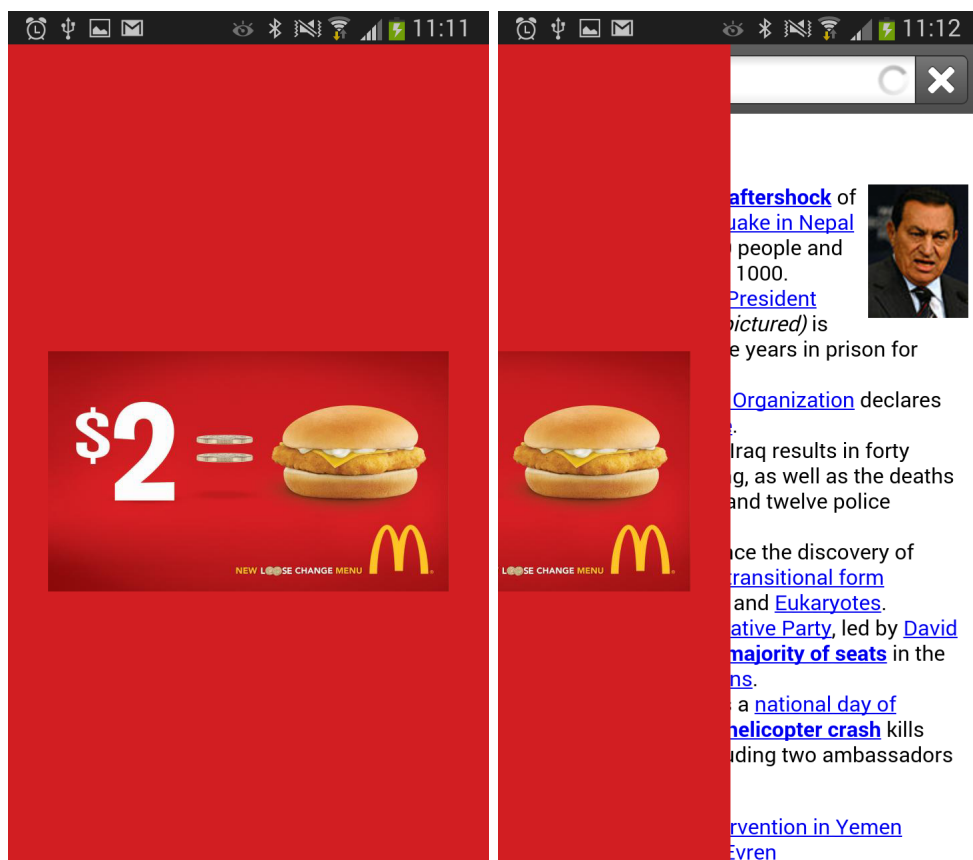 11:11
$2 =
NEW LOOSE CHANGE MENU
11:12
LOOSE CHANGE MENU
aftershock of
uake in Nepal
people and
1000.
President
pictured) is
e years in prison for
Organization declares
Iraq results in forty
g, as well as the deaths
and twelve police
nce the discovery of
transitional form
and Eukaryotes.
ative Party, led by David
majority of seats in the
ns.
a national day of
helicopter crash kills
uding two ambassadors
rvention in Yemen
Evren